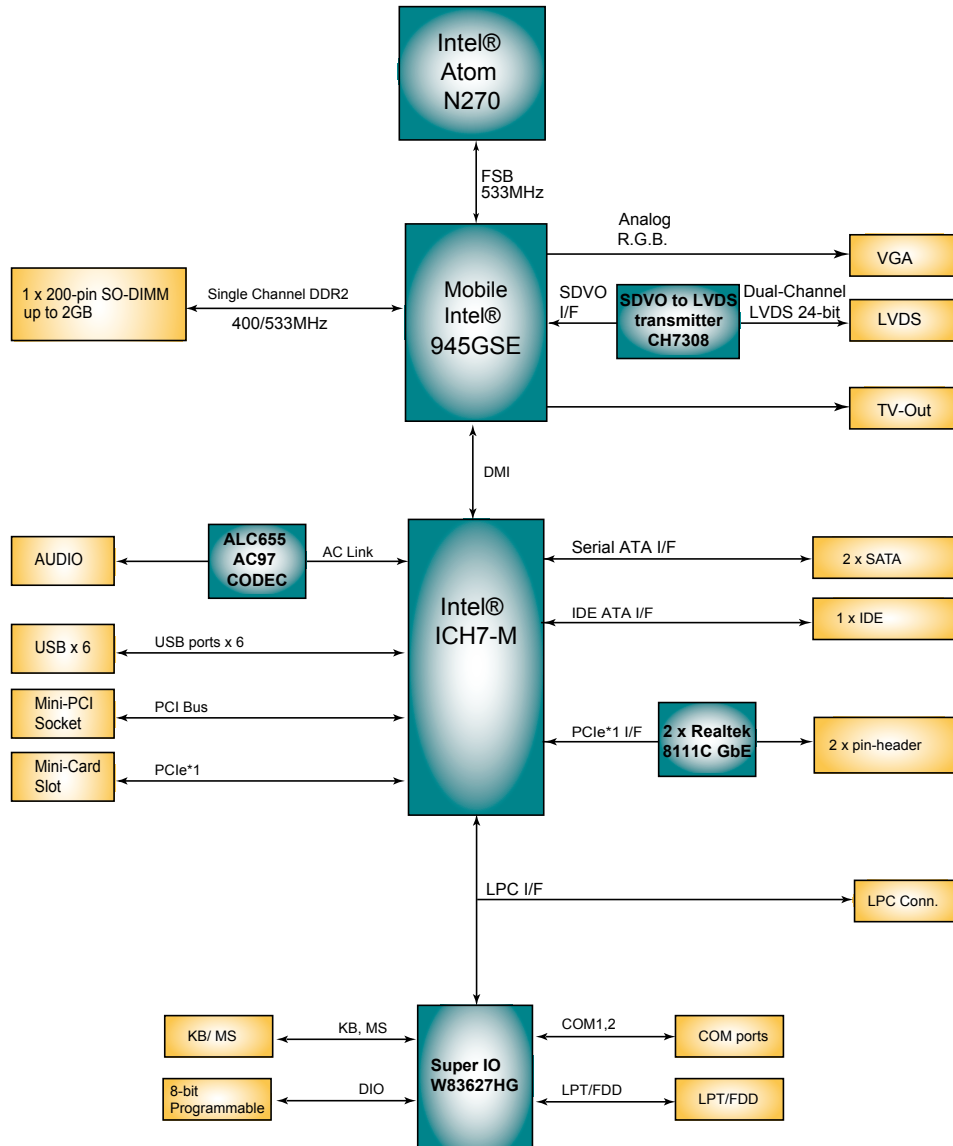 Intel®
Atom
N270
FSB
533MHz
Analog
R.G.B.
VGA
1 x 200-pin SO-DIMM
up to 2GB
Single Channel DDR2
400/533MHz
Mobile
Intel®
945GSE
SDVO
I/F
SDVO to LVDS
transmitter
CH7308
Dual-Channel
LVDS 24-bit
LVDS
TV-Out
DMI
AUDIO
ALC655
AC97
CODEC
AC Link
Intel®
ICH7-M
Serial ATA I/F
2 x SATA
IDE ATA I/F
1 x IDE
USB x 6
USB ports x 6
Mini-PCI
Socket
PCI Bus
Mini-Card
Slot
PCIe*1
PCIe*1 I/F
2 x Realtek
8111C GbE
2 x pin-header
LPC I/F
LPC Conn.
KB/ MS
KB, MS
Super IO
W83627HG
COM1,2
COM ports
8-bit
Programmable
DIO
LPT/FDD
LPT/FDD